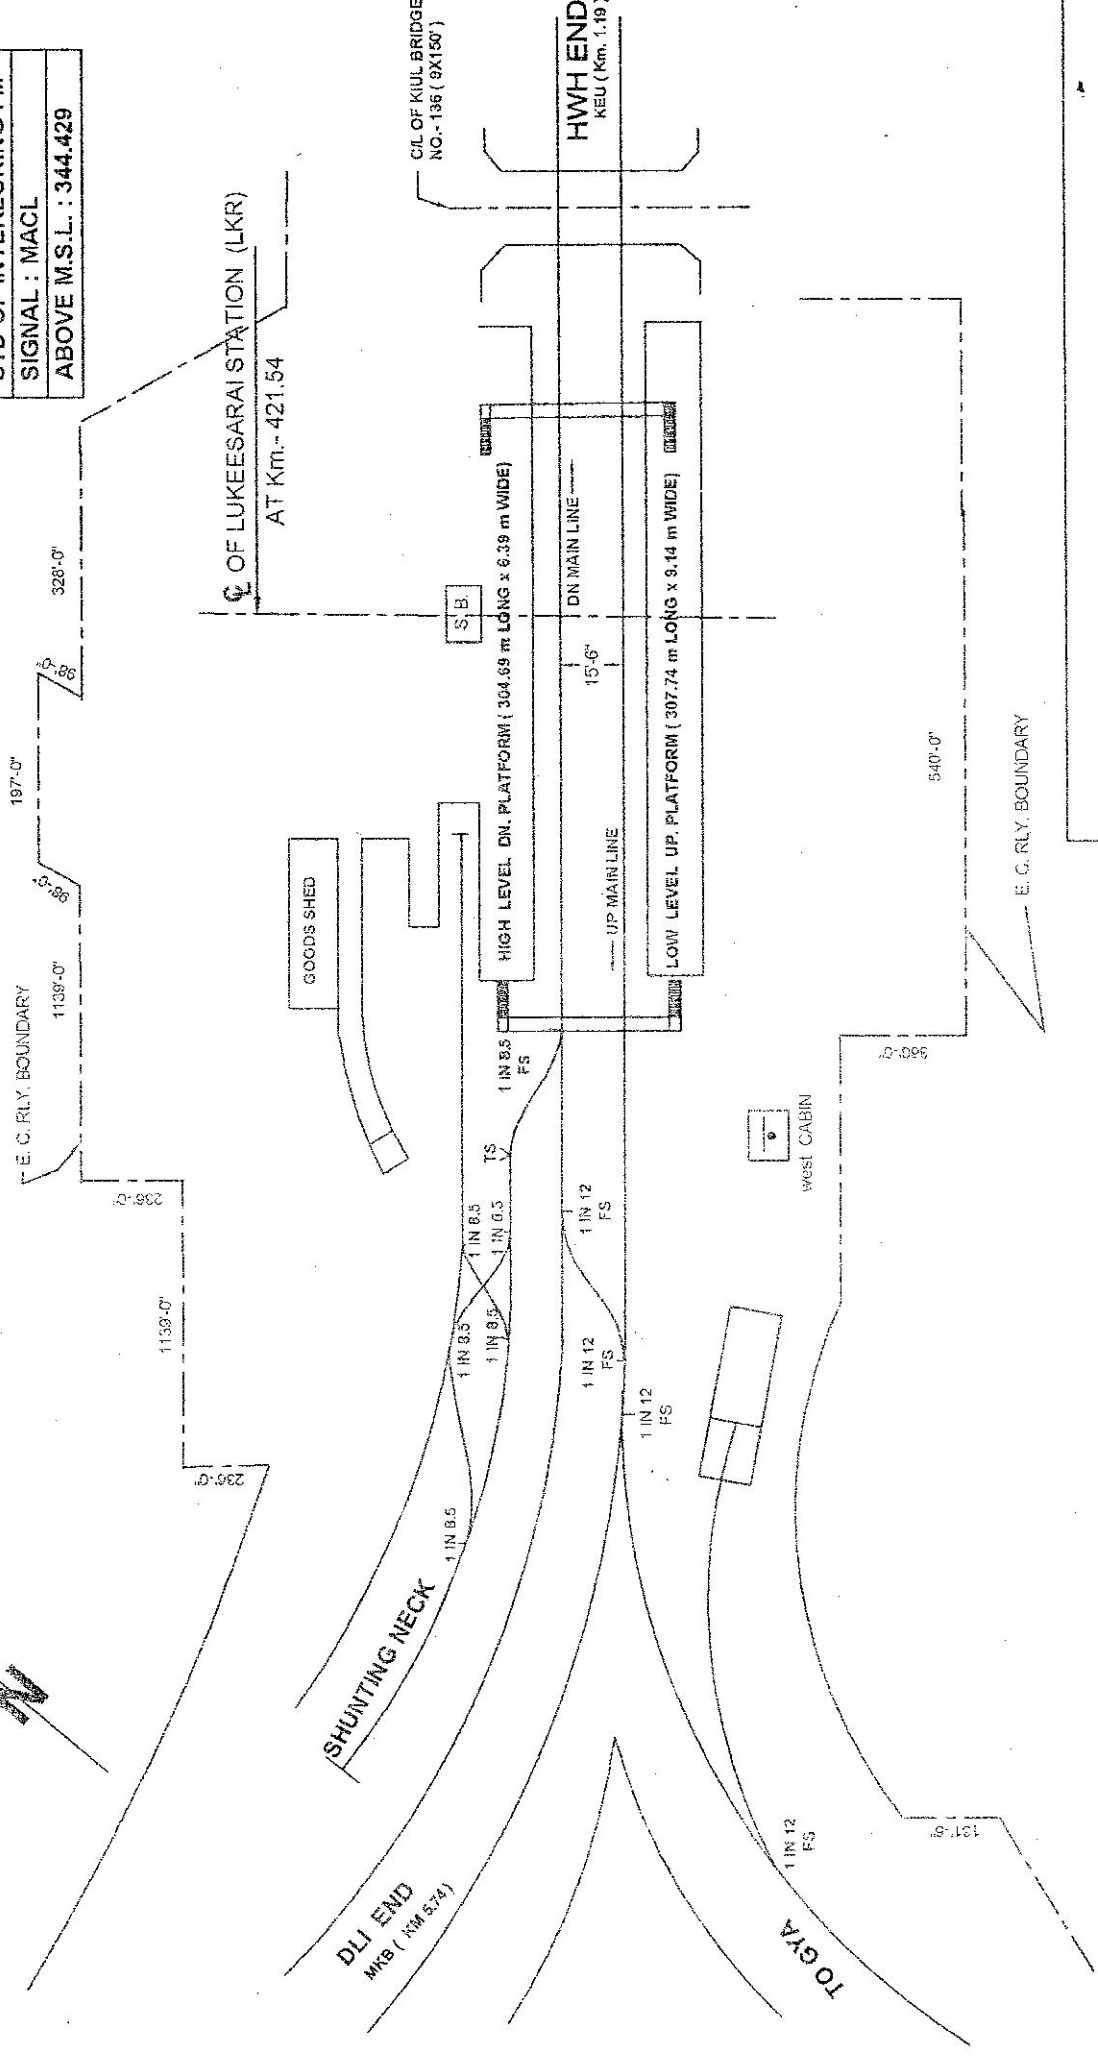 SIGNAL : MACL
ABOVE M.S.L. : 344.429
C/L OF KIUL BRIDGE
NO.- 136 ( 9X150')
HWH END
KEU ( Km. 1.19 )
OF LUKEESARAI STATION (LKR)
AT Km.- 421.54
328'-0"
98'-0"
197'-0"
98'-0"
1139'-0"
E. C. RLY. BOUNDARY
236'-0"
1139'-0"
236'-0"
N
GOODS SHED
S.B.
HIGH LEVEL DN. PLATFORM ( 304.69 m LONG x 6.39 m WIDE)
DN MAIN LINE
15'-6"
UP MAIN LINE
LOW LEVEL UP. PLATFORM ( 307.74 m LONG x 9.14 m WIDE)
1 IN 8.5
FS
TS
1 IN 8.5
1 IN 8.5
1 IN 8.5
1 IN 8.5
1 IN 12
FS
1 IN 12
FS
1 IN 12
FS
1 IN 8.5
SHUNTING NECK
DLI END
MKB ( KM 5.74)
TO GYA
1 IN 12
FS
131'-6"
west CABIN
360'-0"
540'-0"
E. C. RLY. BOUNDARY